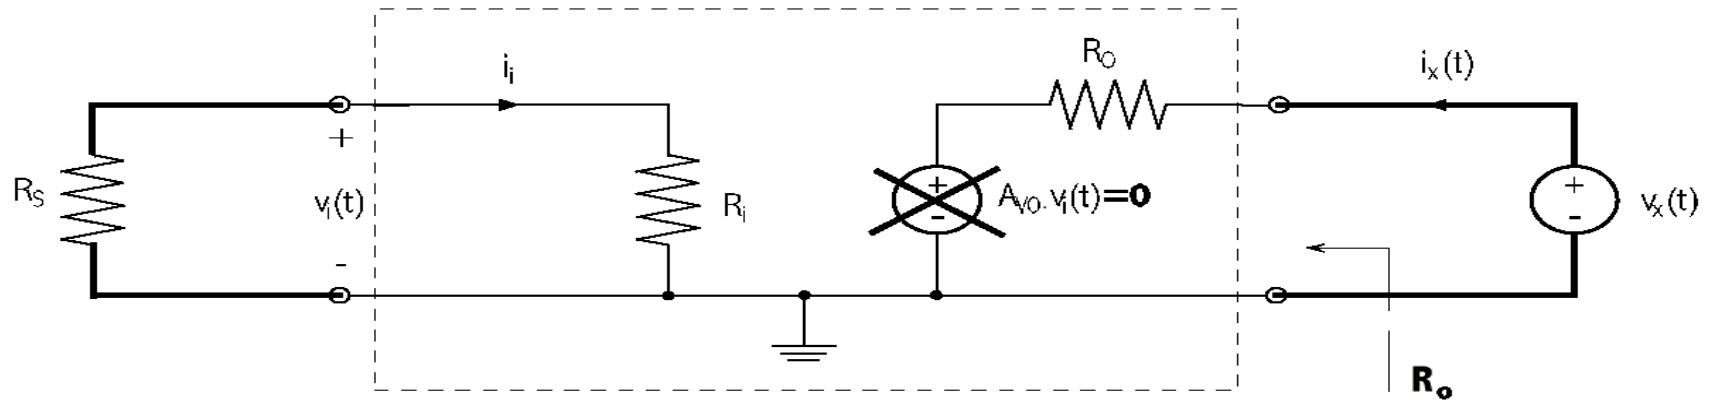 R_O
i_i
i_x(t)
+
R_S
v_i(t)
R_i
+
-
A_VO.v_i(t)=0
+
-
v_x(t)
-
R_o